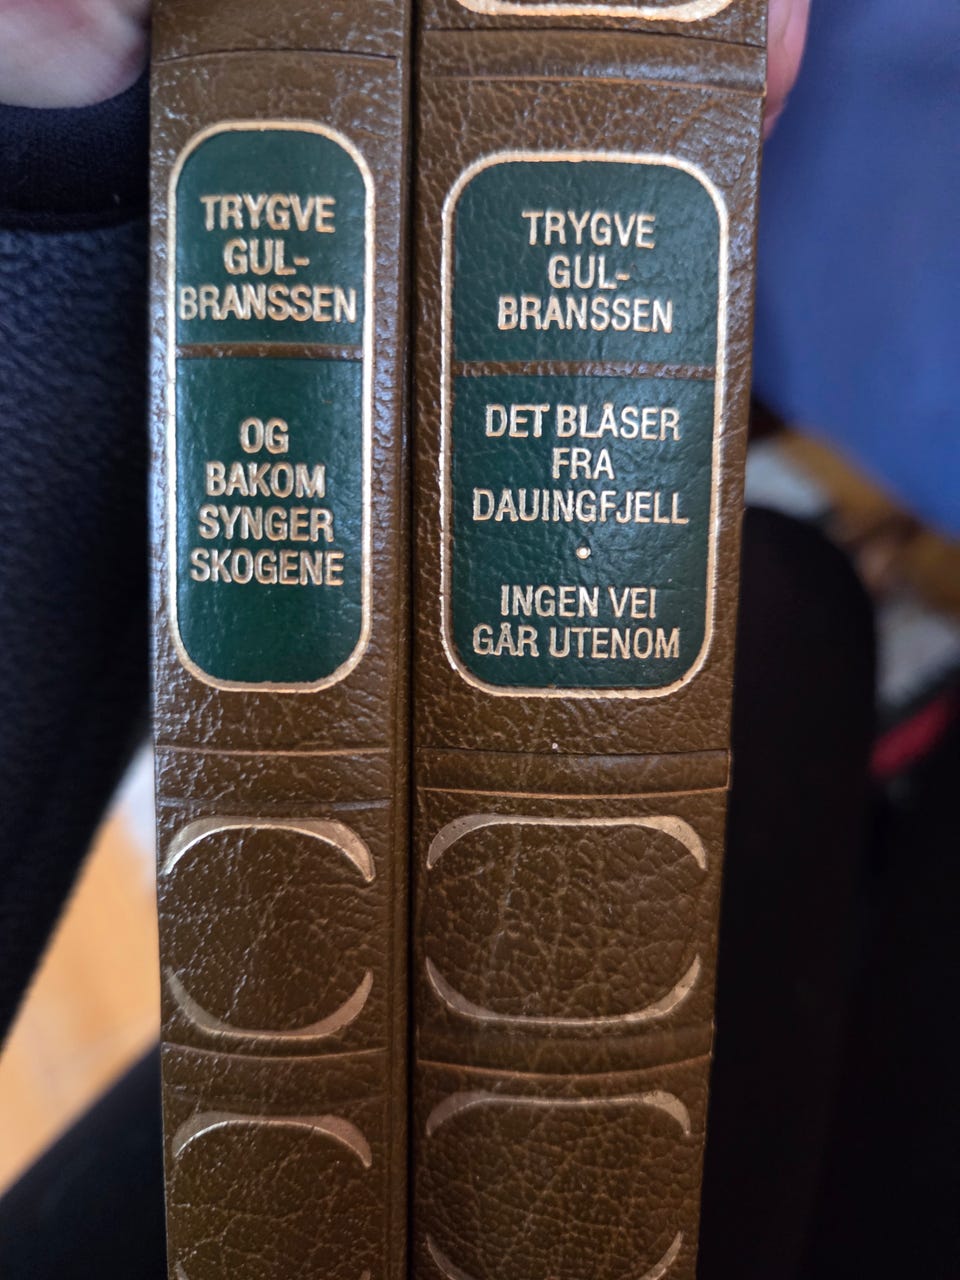 TRYGVE
GUL-
BRANSSEN
OG
BAKOM
SYNGER
SKOGENE
TRYGVE
GUL-
BRANSSEN
DET BLÅSER
FRA
DAUINGFJELL
•
INGEN VEI
GÅR UTENOM